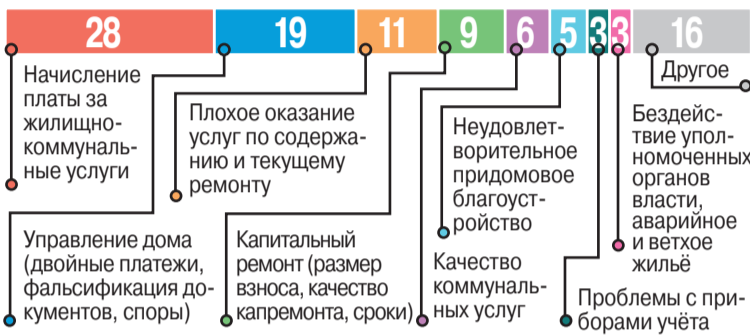 28 19 11 9 6 5 3 3 16
Начисление
платы за
жилищно-
коммуналь-
ные услуги
Плохое оказание
услуг по содержа-
нию и текущему
ремонту
Неудовлет-
ворительное
придомовое
благоуст-
ройство
Другое
Бездейс-
твие упол-
номоченных
органов
власти,
аварийное
и ветхое
жильё
Управление дома
(двойные платежи,
фальсификация до-
кументов, споры)
Капитальный
ремонт (размер
взноса, качество
капремонта, сроки)
Качество
коммуналь-
ных услуг
Проблемы с при-
борами учёта